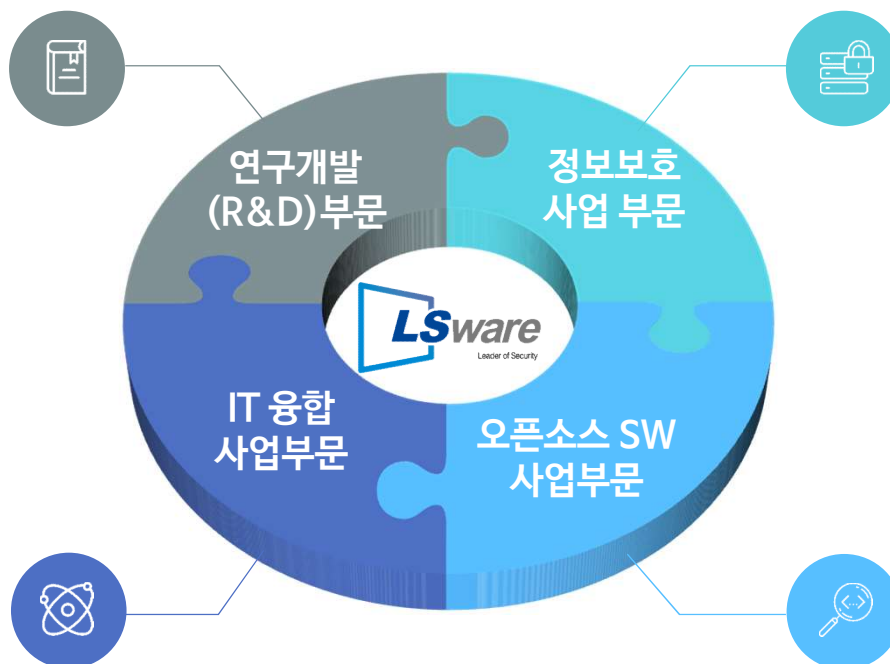 연구개발
(R&D)부문
정보보호
사업 부문
LSware
Leader of Security
IT 융합
사업부문
오픈소스 SW
사업부문